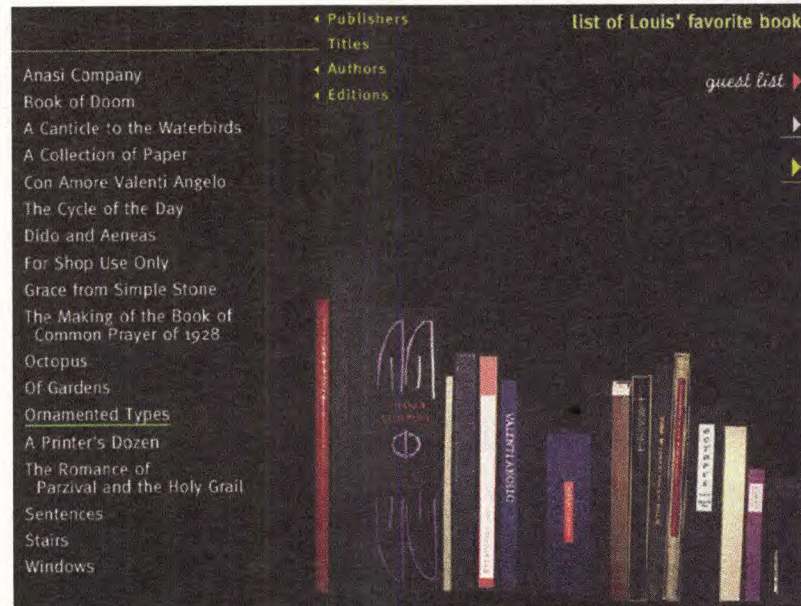 Publishers
Titles
Authors
Editions
list of Louis' favorite book
guest list
Anasi Company
Book of Doom
A Canticle to the Waterbirds
A Collection of Paper
Con Amore Valenti Angelo
The Cycle of the Day
Dido and Aeneas
For Shop Use Only
Grace from Simple Stone
The Making of the Book of
Common Prayer of 1928
Octopus
Of Gardens
Ornamented Types
A Printer's Dozen
The Romance of
Parzival and the Holy Grail
Sentences
Stairs
Windows